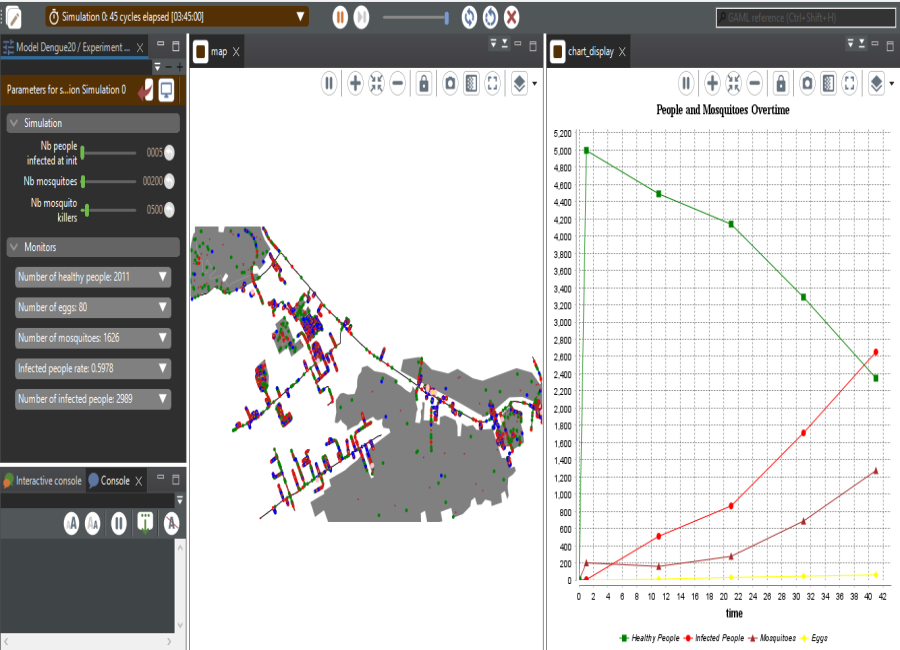 Simulation 0: 45 cycles elapsed [03:45:00]
GAML reference (Ctrl+Shift+H)
Model Dengue20 / Experiment ...
Parameters for s...ion Simulation 0
Simulation
Nb people
infected at init
0005
Nb mosquitoes
00200
Nb mosquito
killers
0500
Monitors
Number of healthy people: 2011
Number of eggs: 80
Number of mosquitoes: 1626
Infected people rate: 0.5978
Number of infected people: 2989
Interactive console
Console
map
chart_display
People and Mosquitoes Overtime
5,200
5,000
4,800
4,600
4,400
4,200
4,000
3,800
3,600
3,400
3,200
3,000
2,800
2,600
2,400
2,200
2,000
1,800
1,600
1,400
1,200
1,000
800
600
400
200
0
0 2 4 6 8 10 12 14 16 18 20 22 24 26 28 30 32 34 36 38 40 42
time
Healthy People Infected People Mosquitoes Eggs